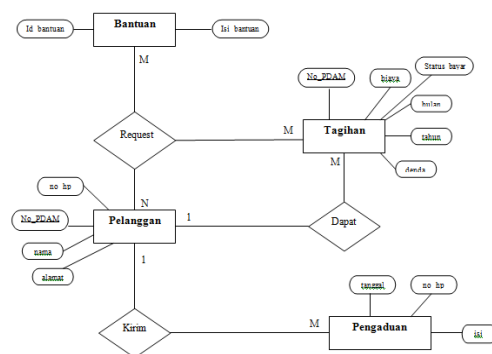 Bantuan
Id bantuan
Isi bantuan
M
No_PDAM
biaya
Status bayar
bulan
Request
M
Tagihan
tahun
M
denda
no hp
N
No_PDAM
Pelanggan
1
Dapat
nama
alamat
1
tanggal
no hp
Kirim
M
Pengaduan
isi